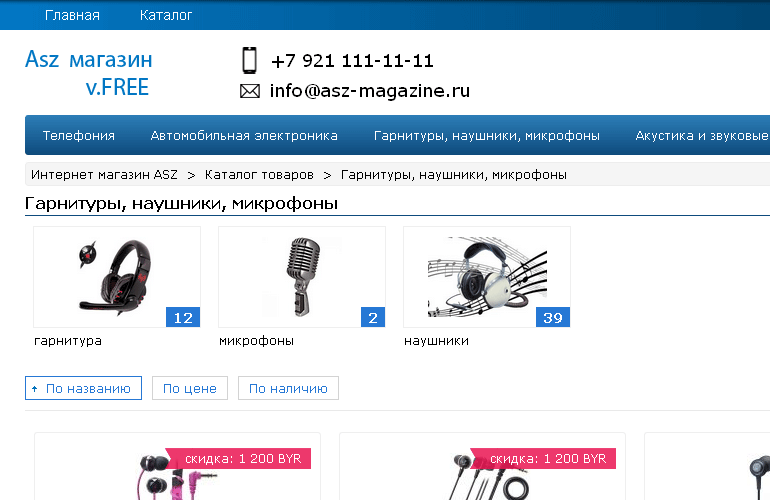 Главная Каталог
Asz магазин
v.FREE
+7 921 111-11-11
info@asz-magazine.ru
Телефония Автомобильная электроника Гарнитуры, наушники, микрофоны Акустика и звуковые
Интернет магазин ASZ > Каталог товаров > Гарнитуры, наушники, микрофоны
Гарнитуры, наушники, микрофоны
12 2 39
гарнитура микрофоны наушники
По названию По цене По наличию
скидка: 1 200 BYR скидка: 1 200 BYR